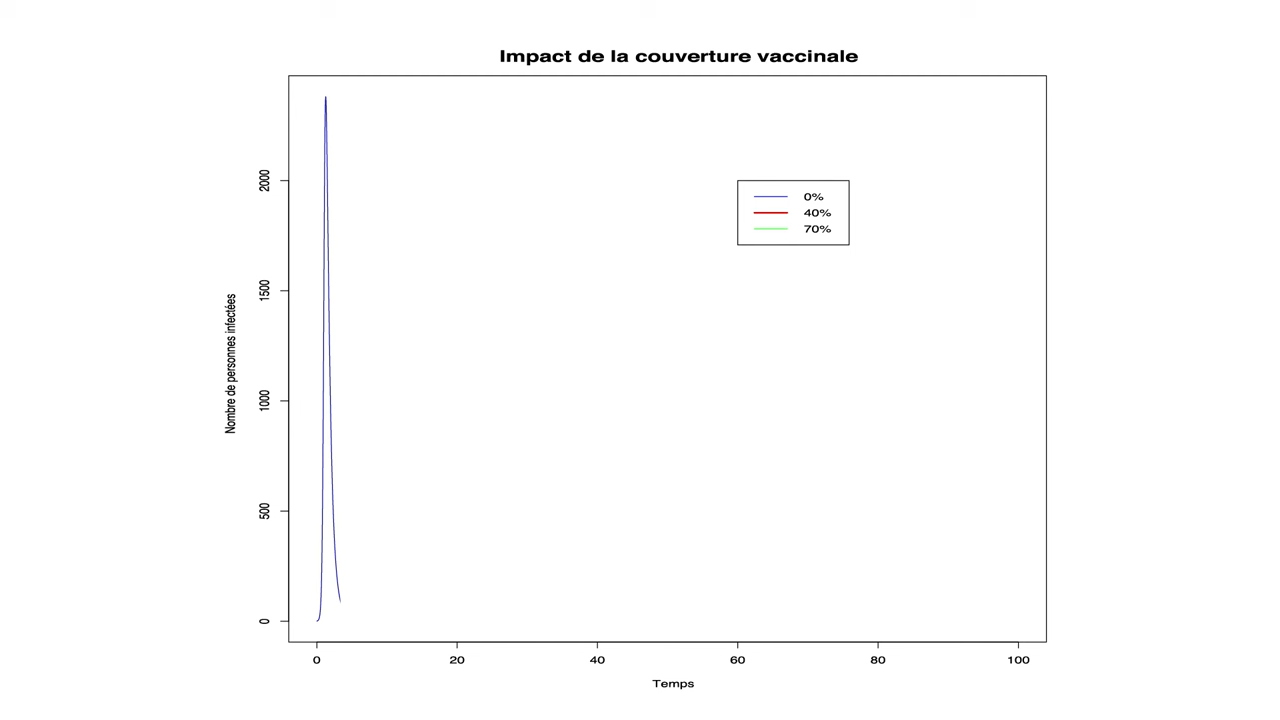 Impact de la couverture vaccinale
2000
1500
1000
500
0
Nombre de personnes infectées
0%
40%
70%
0 20 40 60 80 100
Temps